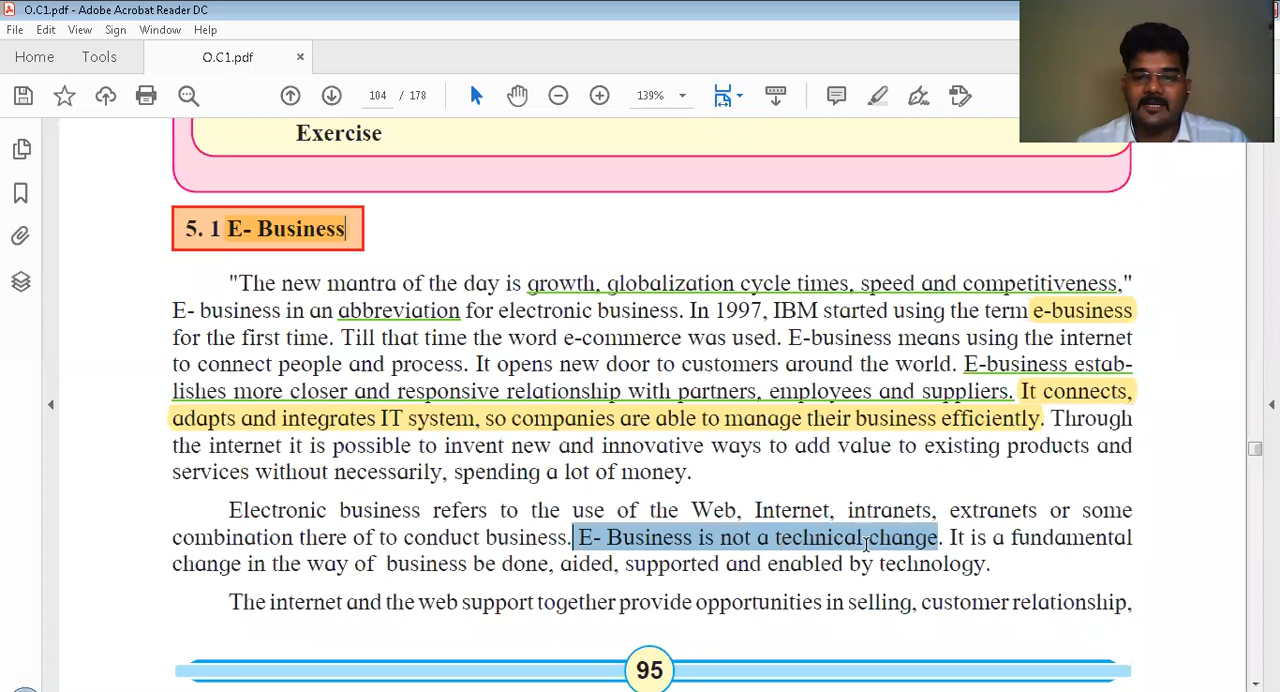 O.C1.pdf - Adobe Acrobat Reader DC
File Edit View Sign Window Help
Home Tools O.C1.pdf ×
104 / 178 139%
Exercise
5. 1 E- Business
"The new mantra of the day is growth, globalization cycle times, speed and competitiveness,"
E- business in an abbreviation for electronic business. In 1997, IBM started using the term e-business
for the first time. Till that time the word e-commerce was used. E-business means using the internet
to connect people and process. It opens new door to customers around the world. E-business estab-
lishes more closer and responsive relationship with partners, employees and suppliers. It connects,
adapts and integrates IT system, so companies are able to manage their business efficiently. Through
the internet it is possible to invent new and innovative ways to add value to existing products and
services without necessarily, spending a lot of money.
Electronic business refers to the use of the Web, Internet, intranets, extranets or some
combination there of to conduct business. E- Business is not a technical change. It is a fundamental
change in the way of business be done, aided, supported and enabled by technology.
The internet and the web support together provide opportunities in selling, customer relationship,
95